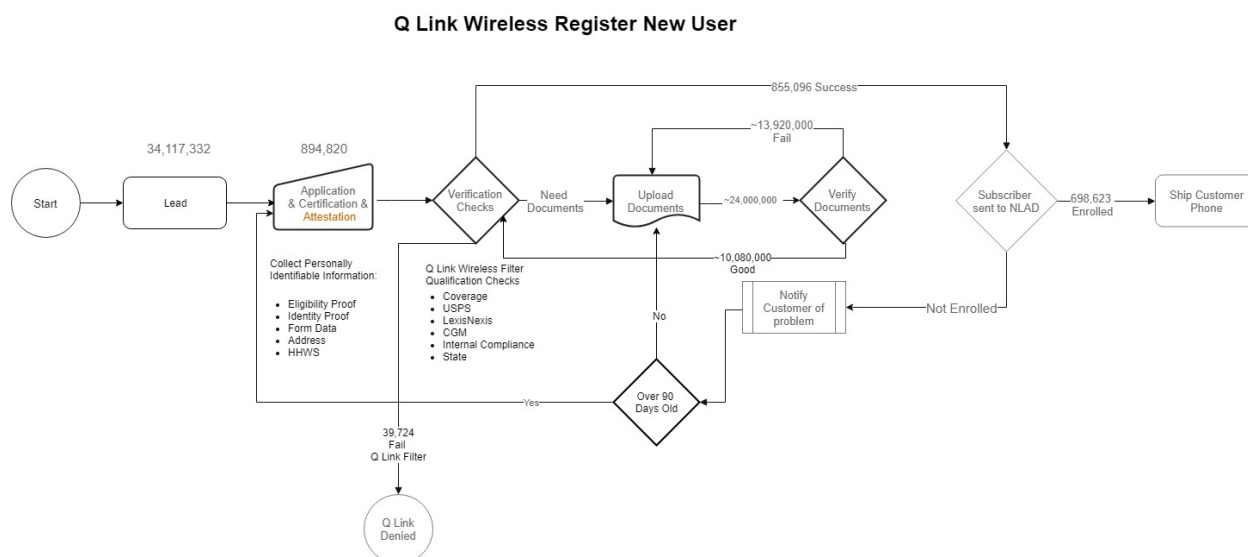 Q Link Wireless Register New User
855,096 Success
~13,920,000
Fail
34,117,332
894,820
Start
Lead
Application
& Certification &
Attestation
Verification
Checks
Need
Documents
Upload
Documents
~24,000,000
Verify
Documents
Subscriber
sent to NLAD
698,623
Enrolled
Ship Customer
Phone
~10,080,000
Good
Collect Personally
Identifiable Information:
• Eligibility Proof
• Identity Proof
• Form Data
• Address
• HHWS
Q Link Wireless Filter
Qualification Checks
• Coverage
• USPS
• LexisNexis
• CGM
• Internal Compliance
• State
Notify
Customer of
problem
Not Enrolled
No
Over 90
Days Old
Yes
39,724
Fail
Q Link Filter
Q Link
Denied